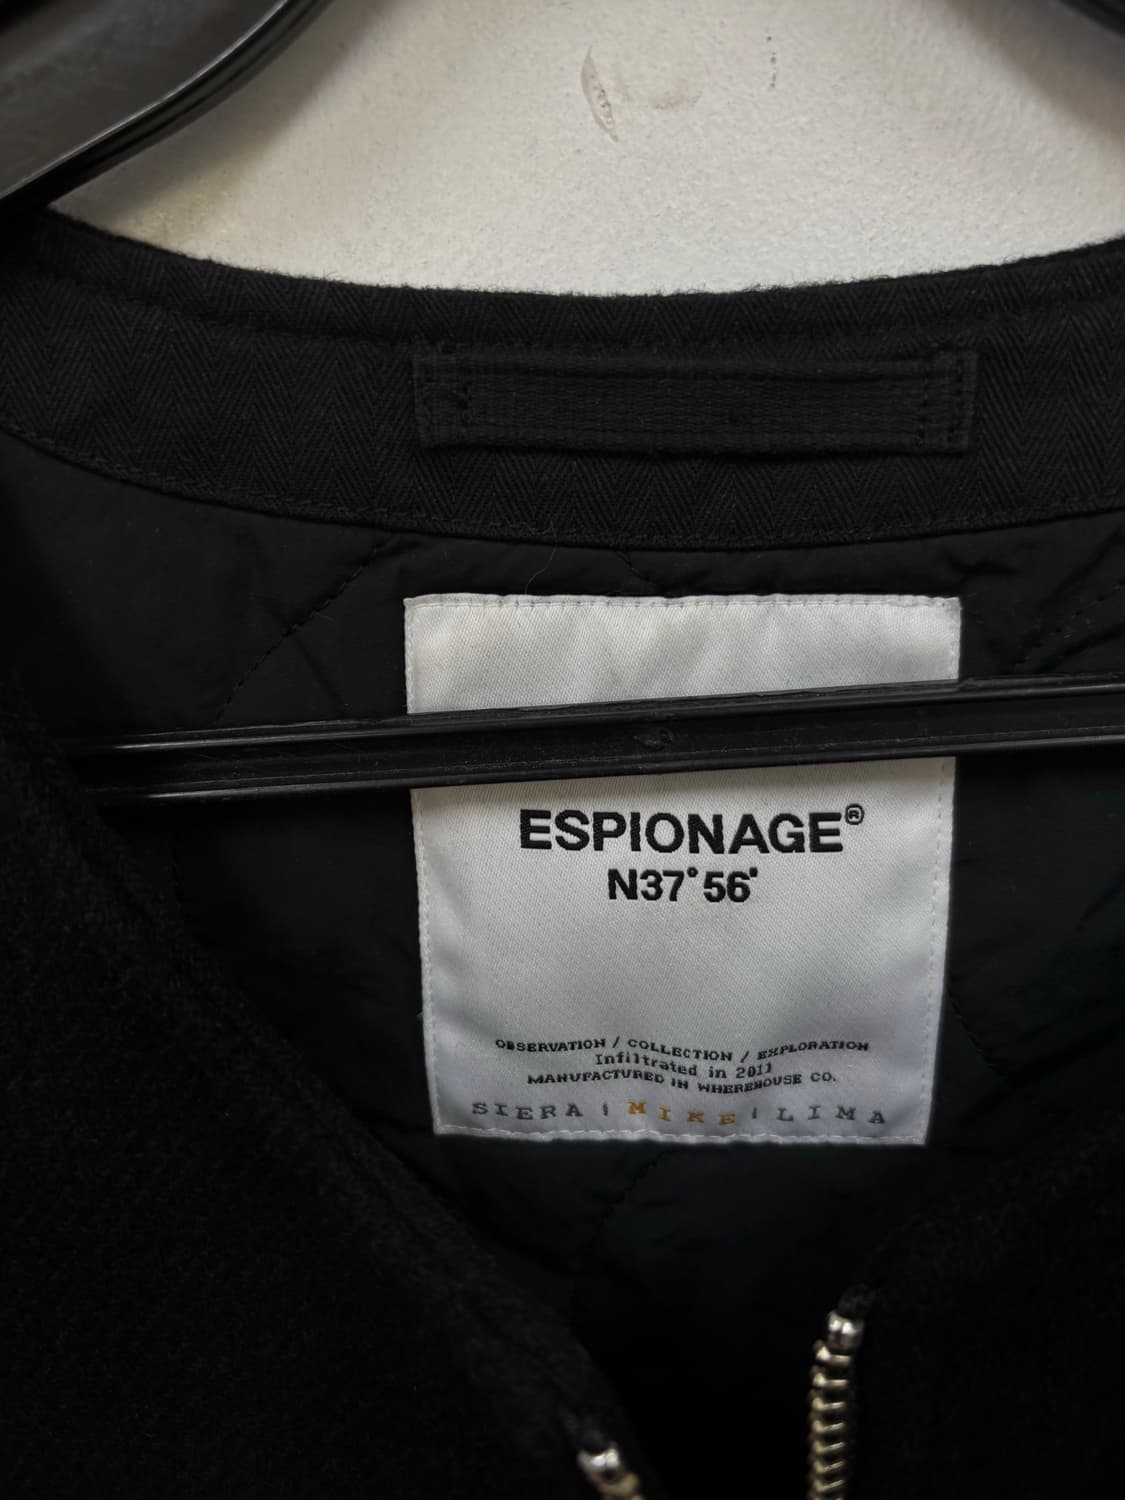 ESPIONAGE®
N37°56'
OBSERVATION / COLLECTION / EXPLORATION
Infiltrated in 2011
MANUFACTURED IN WHEREHOUSE CO.
SIERA | MIKE | LIMA